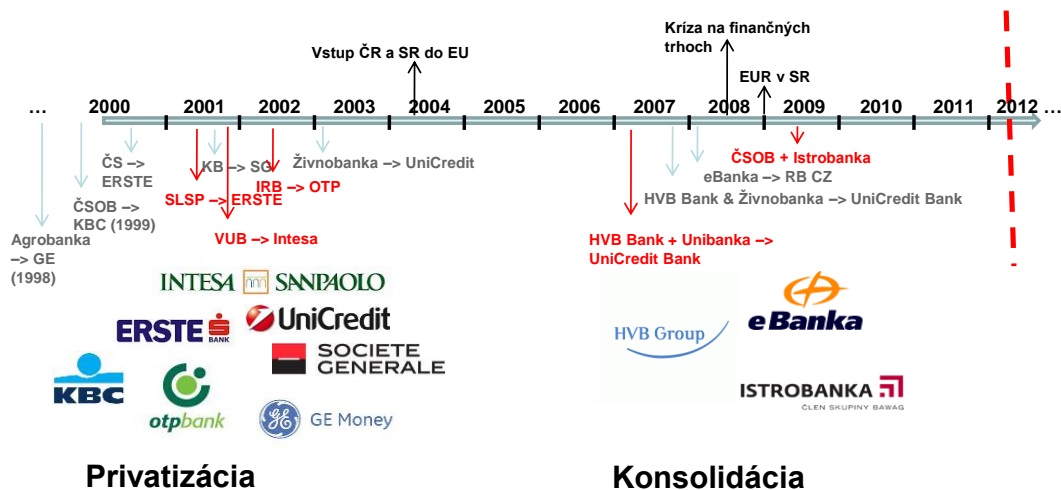 Kríza na finančných
trhoch
Vstup ČR a SR do EU
EUR v SR
... 2000 2001 2002 2003 2004 2005 2006 2007 2008 2009 2010 2011 2012 ...
ČS –>
ERSTE
KB –> SG
Živnobanka –> UniCredit
ČSOB + Istrobanka
eBanka –> RB CZ
IRB –> OTP
SLSP –> ERSTE
HVB Bank & Živnobanka –> UniCredit Bank
ČSOB –>
KBC (1999)
VUB –> Intesa
Agrobanka
–> GE
(1998)
HVB Bank + Unibanka –>
UniCredit Bank
INTESA SANPAOLO
ERSTE BANK
UniCredit
SOCIETE
GENERALE
KBC
otpbank
GE GE Money
HVB Group
eBanka
ISTROBANKA
ČLEN SKUPINY BAWAG
Privatizácia
Konsolidácia